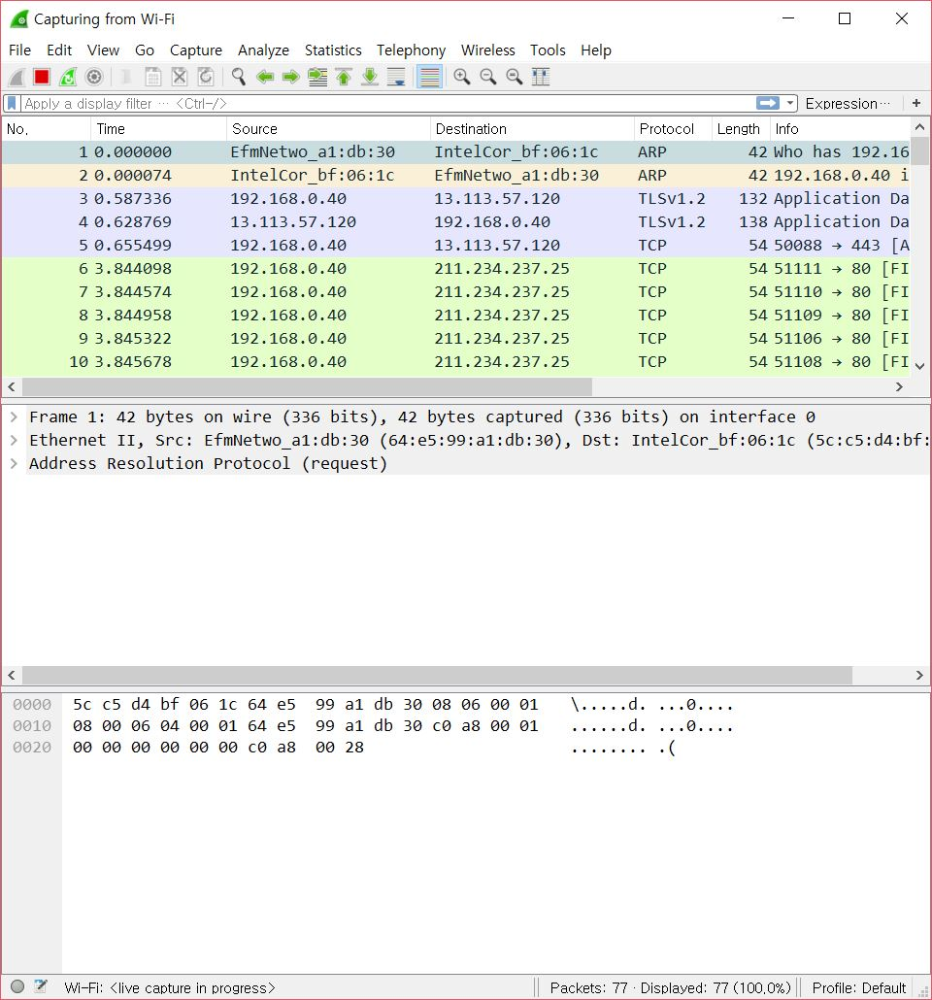 Capturing from Wi-Fi
File Edit View Go Capture Analyze Statistics Telephony Wireless Tools Help
Apply a display filter ... <Ctrl-/> Expression... +
No. Time Source Destination Protocol Length Info
1 0.000000 EfmNetwo_a1:db:30 IntelCor_bf:06:1c ARP 42 Who has 192.16
2 0.000074 IntelCor_bf:06:1c EfmNetwo_a1:db:30 ARP 42 192.168.0.40 i
3 0.587336 192.168.0.40 13.113.57.120 TLSv1.2 132 Application Da
4 0.628769 13.113.57.120 192.168.0.40 TLSv1.2 138 Application Da
5 0.655499 192.168.0.40 13.113.57.120 TCP 54 50088 → 443 [A
6 3.844098 192.168.0.40 211.234.237.25 TCP 54 51111 → 80 [FI
7 3.844574 192.168.0.40 211.234.237.25 TCP 54 51110 → 80 [FI
8 3.844958 192.168.0.40 211.234.237.25 TCP 54 51109 → 80 [FI
9 3.845322 192.168.0.40 211.234.237.25 TCP 54 51106 → 80 [FI
10 3.845678 192.168.0.40 211.234.237.25 TCP 54 51108 → 80 [FI
Frame 1: 42 bytes on wire (336 bits), 42 bytes captured (336 bits) on interface 0
Ethernet II, Src: EfmNetwo_a1:db:30 (64:e5:99:a1:db:30), Dst: IntelCor_bf:06:1c (5c:c5:d4:bf:
Address Resolution Protocol (request)
0000 5c c5 d4 bf 06 1c 64 e5 99 a1 db 30 08 06 00 01 \.....d. ...0....
0010 08 00 06 04 00 01 64 e5 99 a1 db 30 c0 a8 00 01 ......d. ...0....
0020 00 00 00 00 00 00 c0 a8 00 28 ........ .(
Wi-Fi: <live capture in progress> Packets: 77 · Displayed: 77 (100.0%) Profile: Default